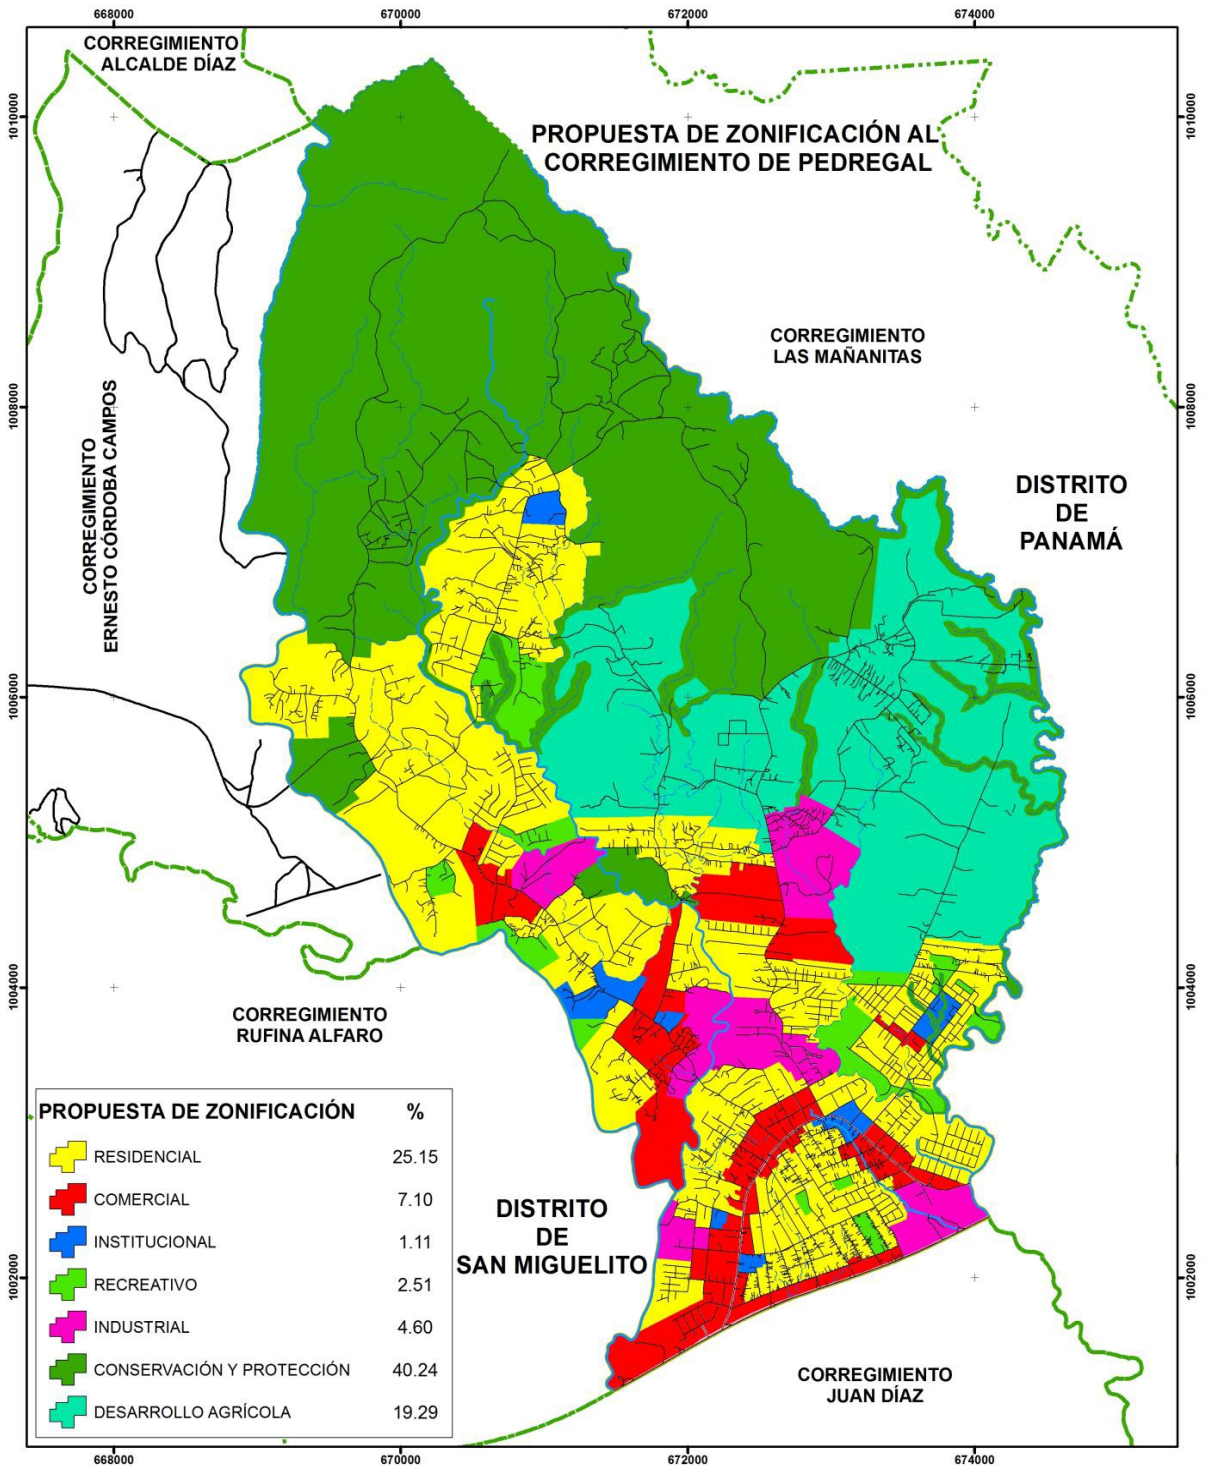 668000
670000
672000
674000
CORREGIMIENTO
ALCALDE DÍAZ
1010000
1010000
PROPUESTA DE ZONIFICACIÓN AL
CORREGIMIENTO DE PEDREGAL
CORREGIMIENTO
LAS MAÑANITAS
1008000
1008000
CORREGIMIENTO
ERNESTO CÓRDOBA CAMPOS
DISTRITO
DE
PANAMÁ
1006000
1006000
1004000
1004000
CORREGIMIENTO
RUFINA ALFARO
PROPUESTA DE ZONIFICACIÓN %
RESIDENCIAL 25.15
COMERCIAL 7.10
INSTITUCIONAL 1.11
RECREATIVO 2.51
INDUSTRIAL 4.60
CONSERVACIÓN Y PROTECCIÓN 40.24
DESARROLLO AGRÍCOLA 19.29
DISTRITO
DE
SAN MIGUELITO
1002000
1002000
CORREGIMIENTO
JUAN DÍAZ
668000
670000
672000
674000